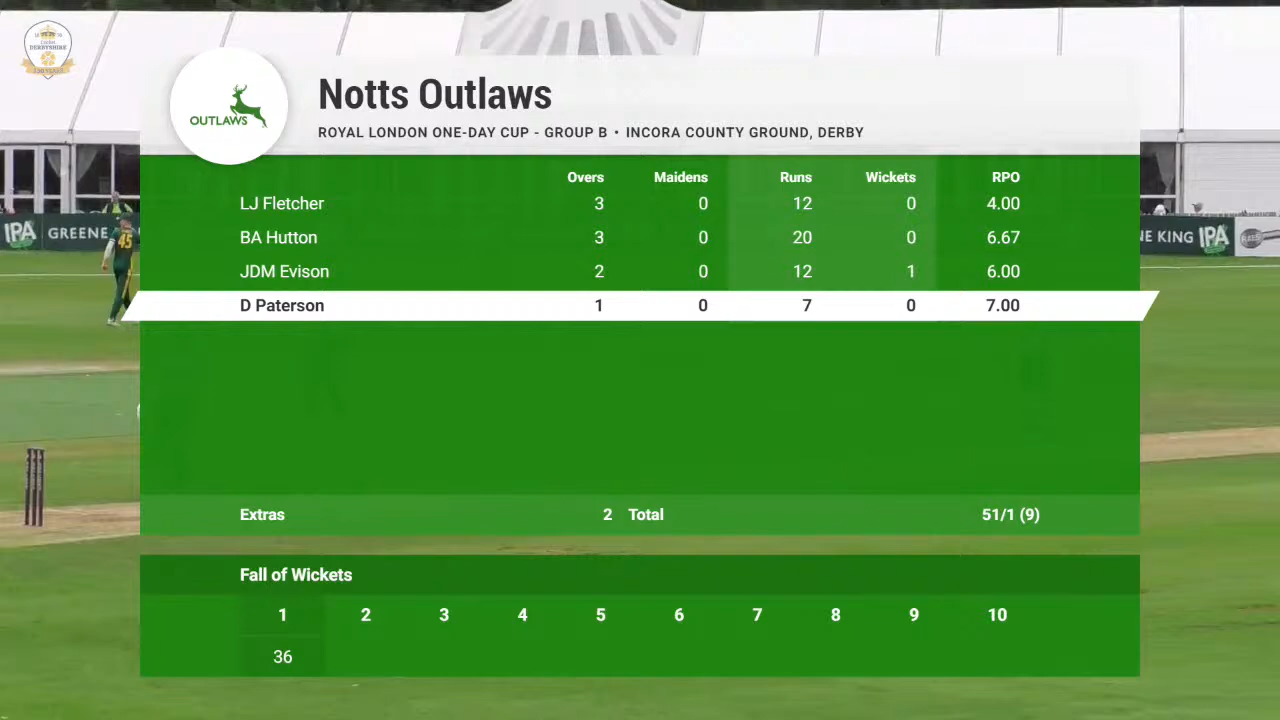 DERBYSHIRE
OUTLAWS
Notts Outlaws
ROYAL LONDON ONE-DAY CUP - GROUP B • INCORA COUNTY GROUND, DERBY
Overs Maidens Runs Wickets RPO
LJ Fletcher 3 0 12 0 4.00
BA Hutton 3 0 20 0 6.67
JDM Evison 2 0 12 1 6.00
D Paterson 1 0 7 0 7.00
Extras 2 Total 51/1 (9)
Fall of Wickets
1 2 3 4 5 6 7 8 9 10
36
IPA GREENE
45
NE KING IPA